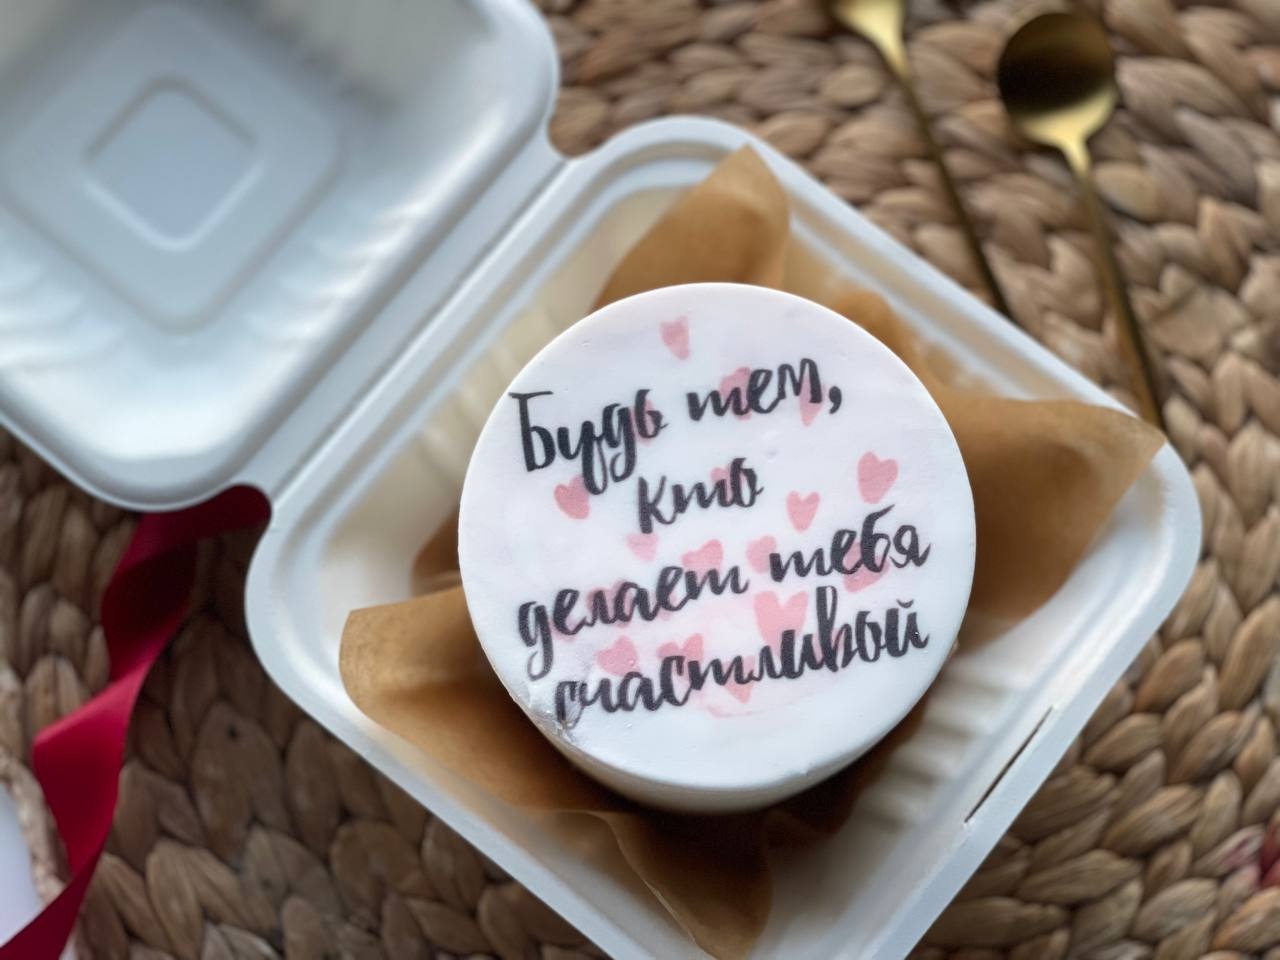 Будь тем,
кто
делает тебя
счастливой